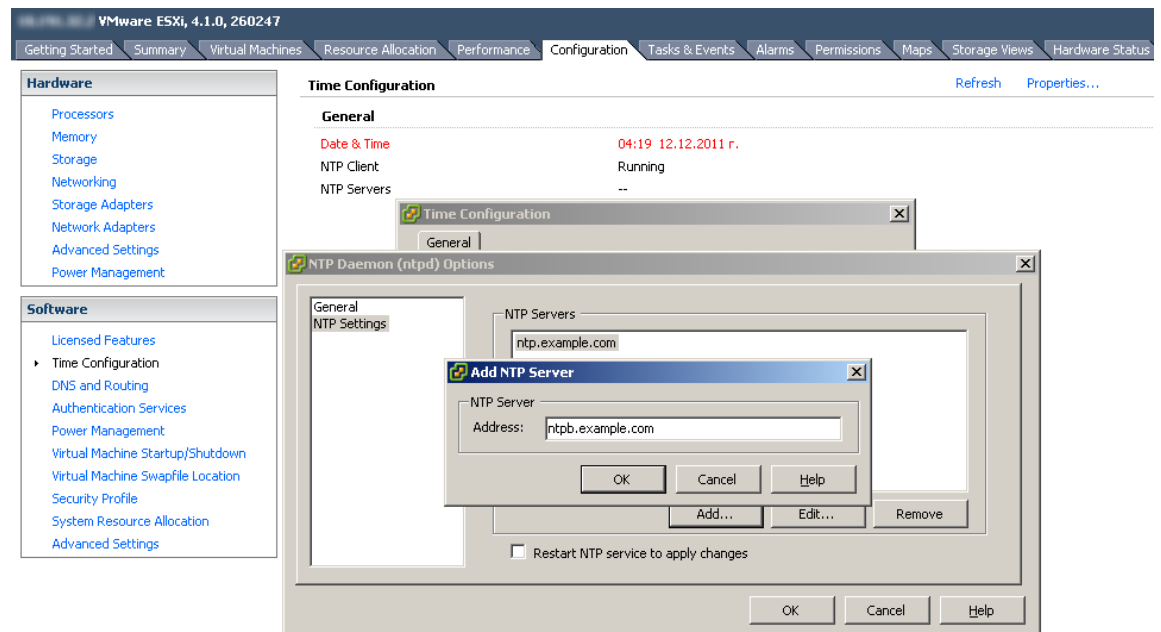 VMware ESXi, 4.1.0, 260247
Getting Started Summary Virtual Machines Resource Allocation Performance Configuration Tasks & Events Alarms Permissions Maps Storage Views Hardware Status
Hardware
Processors
Memory
Storage
Networking
Storage Adapters
Network Adapters
Advanced Settings
Power Management
Software
Licensed Features
Time Configuration
DNS and Routing
Authentication Services
Power Management
Virtual Machine Startup/Shutdown
Virtual Machine Swapfile Location
Security Profile
System Resource Allocation
Advanced Settings
Time Configuration Refresh Properties...
General
Date & Time 04:19 12.12.2011 г.
NTP Client Running
NTP Servers --
Time Configuration
General
NTP Daemon (ntpd) Options
General
NTP Settings
NTP Servers
ntp.example.com
Add NTP Server
NTP Server
Address: ntpb.example.com
OK Cancel Help
Add... Edit... Remove
Restart NTP service to apply changes
OK Cancel Help